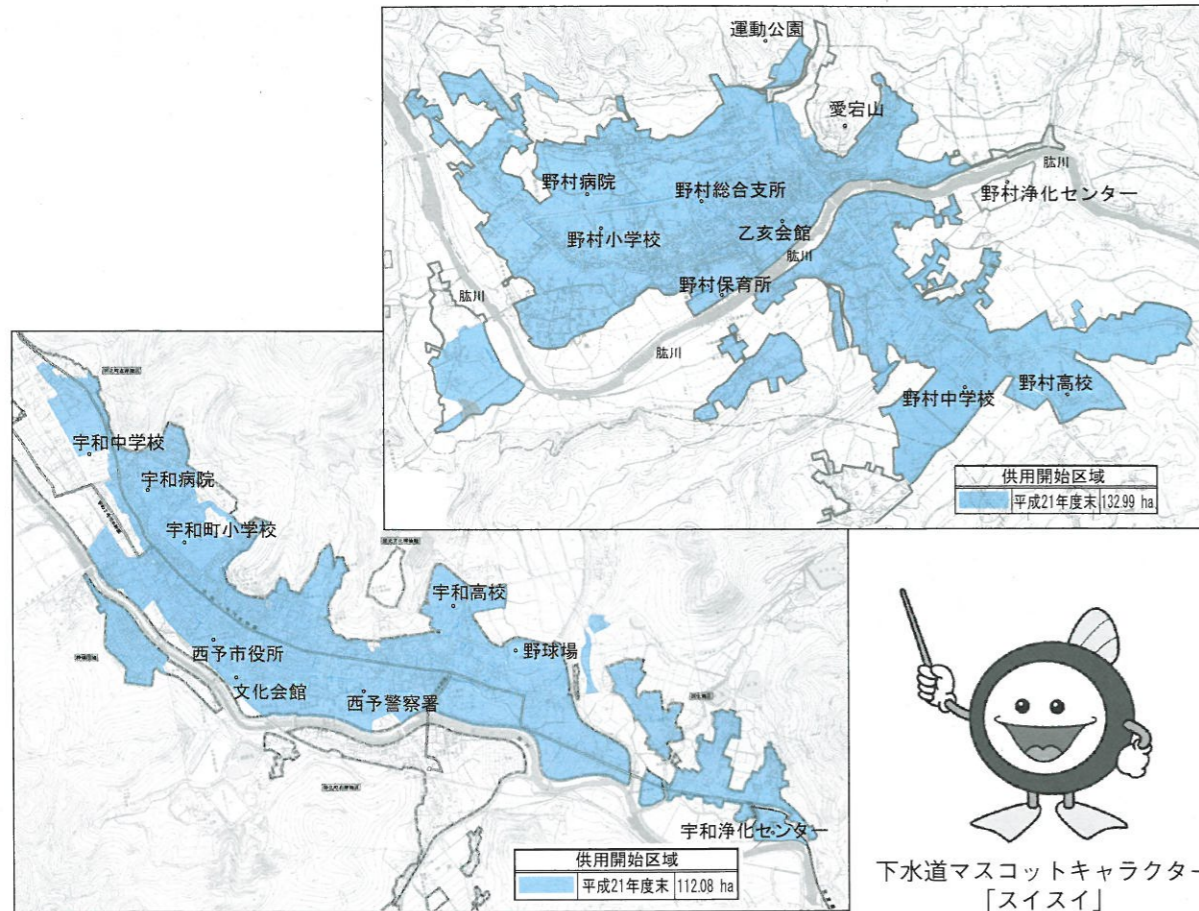 運動公園
愛宕山
肱川
野村病院
野村総合支所
野村浄化センター
野村小学校
乙亥会館
肱川
野村保育所
肱川
肱川
野村中学校
野村高校
供用開始区域
平成21年度末 132.99 ha
宇和中学校
宇和病院
宇和町小学校
宇和高校
西予市役所
野球場
文化会館
西予警察署
宇和浄化センター
供用開始区域
平成21年度末 112.08 ha
下水道マスコットキャラクター
「スイスイ」